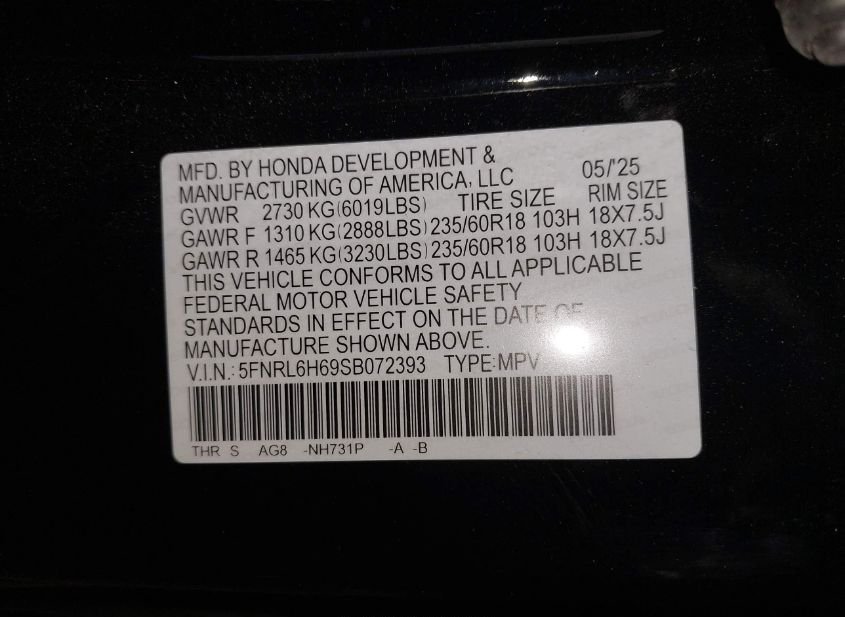 MFD. BY HONDA DEVELOPMENT &
MANUFACTURING OF AMERICA, LLC 05/'25
GVWR 2730 KG(6019LBS) TIRE SIZE RIM SIZE
GAWR F 1310 KG(2888LBS) 235/60R18 103H 18X7.5J
GAWR R 1465 KG(3230LBS) 235/60R18 103H 18X7.5J
THIS VEHICLE CONFORMS TO ALL APPLICABLE
FEDERAL MOTOR VEHICLE SAFETY
STANDARDS IN EFFECT ON THE DATE OF
MANUFACTURE SHOWN ABOVE.
V.I.N.: 5FNRL6H69SB072393 TYPE: MPV
THR S AG8 -NH731P -A -B